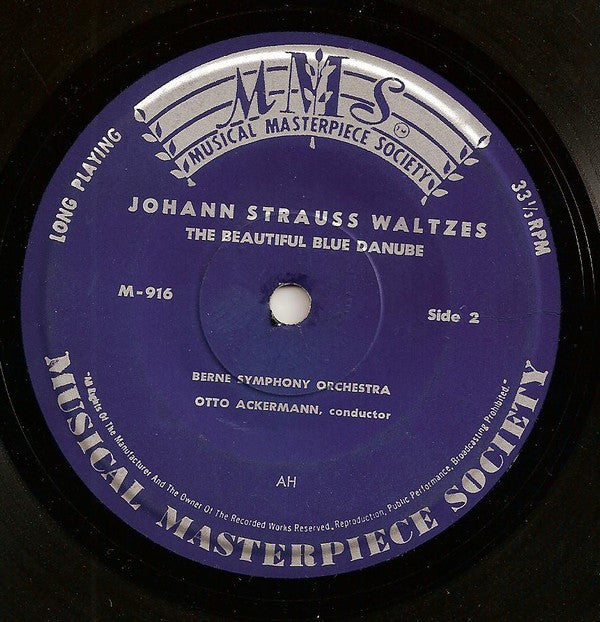 MMS
TM
MUSICAL MASTERPIECE SOCIETY
LONG PLAYING
33⅓ RPM
JOHANN STRAUSS WALTZES
THE BEAUTIFUL BLUE DANUBE
M-916
Side 2
BERNE SYMPHONY ORCHESTRA
OTTO ACKERMANN, conductor
AH
-All Rights Of The Manufacturer And The Owner Of The Recorded Works Reserved_Reproduction, Public Performance, Broadcasting Prohibited.-
MUSICAL MASTERPIECE SOCIETY